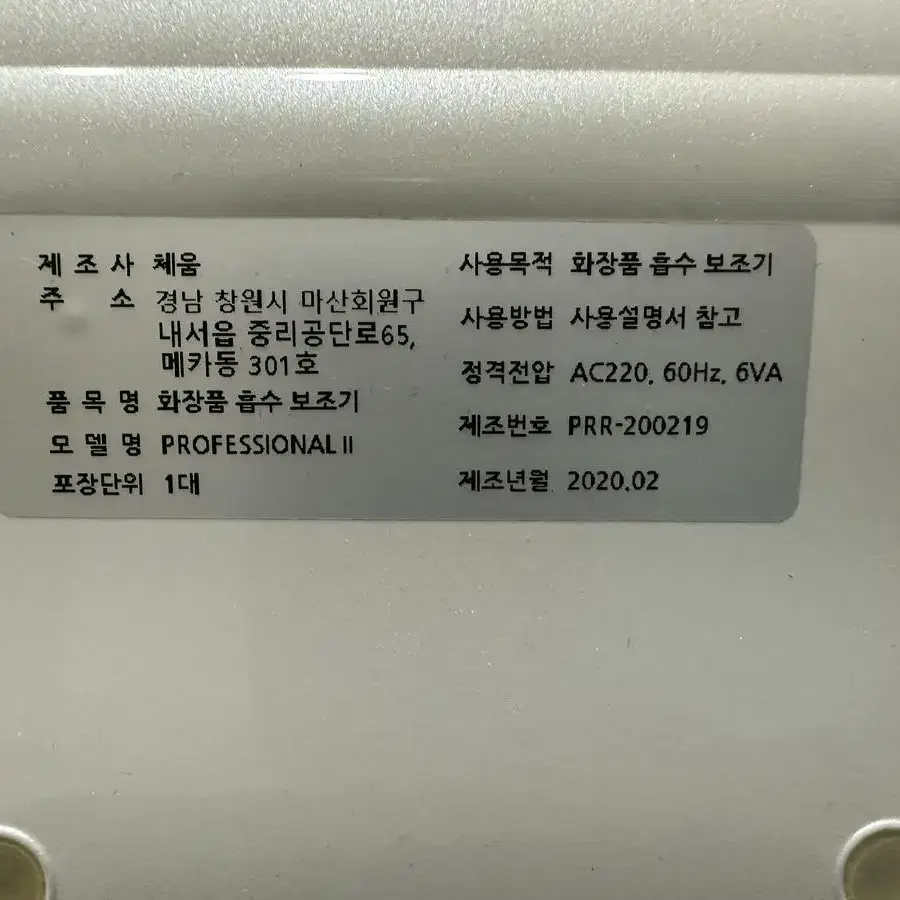 제 조 사 체움
주 소 경남 창원시 마산회원구
내서읍 중리공단로65,
메카동 301호
품 목 명 화장품 흡수 보조기
모 델 명 PROFESSIONAL II
포장단위 1대
사용목적 화장품 흡수 보조기
사용방법 사용설명서 참고
정격전압 AC220, 60Hz, 6VA
제조번호 PRR-200219
제조년월 2020.02